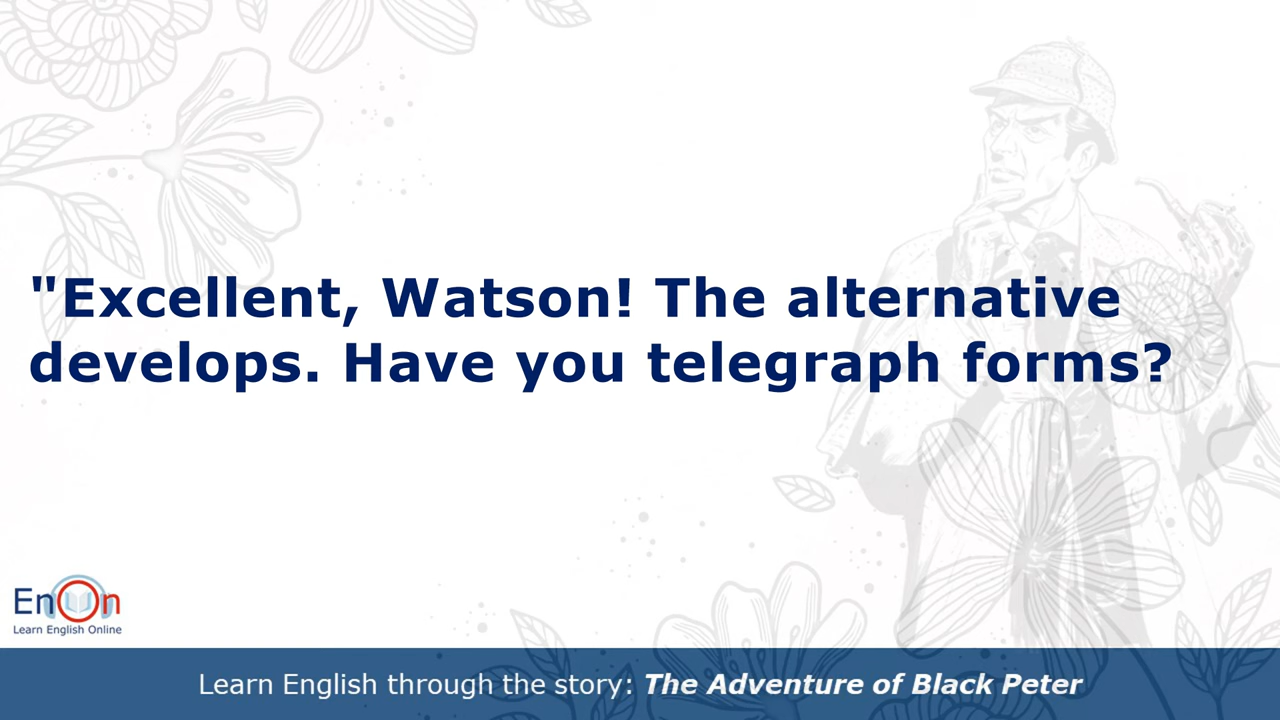 "Excellent, Watson! The alternative
develops. Have you telegraph forms?
EnOn
Learn English Online
Learn English through the story: The Adventure of Black Peter